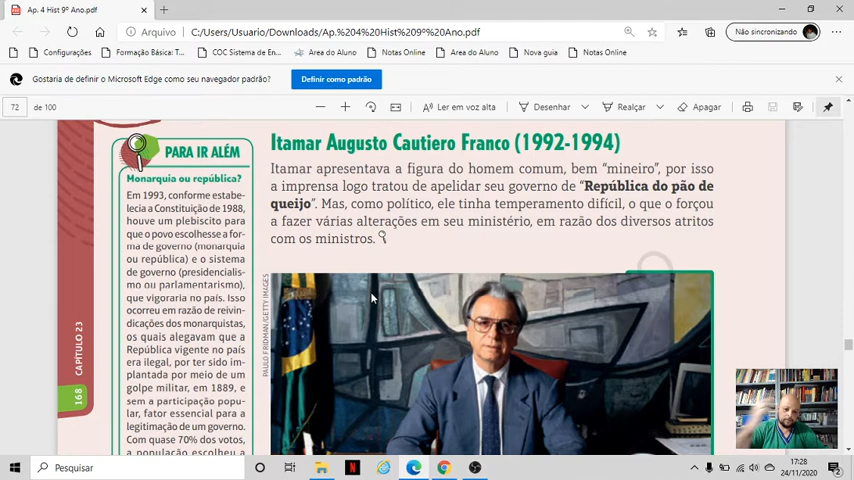 Ap. 4 Hist 9º Ano.pdf
Arquivo
C:/Users/Usuario/Downloads/Ap.%204%20Hist%209º%20Ano.pdf
Não sincronizando
Configurações
Formação Básica: T...
COC Sistema de En...
Area do Aluno
Notas Online
Area do Aluno
Nova guia
Notas Online
Gostaria de definir o Microsoft Edge como seu navegador padrão?
Definir como padrão
72 de 100
Ler em voz alta
Desenhar
Realçar
Apagar
PARA IR ALÉM
Monarquia ou república?
Em 1993, conforme estabe-
lecia a Constituição de 1988,
houve um plebiscito para
que o povo escolhesse a for-
ma de governo (monarquia
ou república) e o sistema
de governo (presidencialis-
mo ou parlamentarismo),
que vigoraria no país. Isso
ocorreu em razão de reivin-
dicações dos monarquistas,
os quais alegavam que a
República vigente no país
era ilegal, por ter sido im-
plantada por meio de um
golpe militar, em 1889, e
sem a participação popu-
lar, fator essencial para a
legitimação de um governo.
Com quase 70% dos votos,
a população escolheu a
Itamar Augusto Cautiero Franco (1992-1994)
Itamar apresentava a figura do homem comum, bem “mineiro”, por isso
a imprensa logo tratou de apelidar seu governo de “República do pão de
queijo”. Mas, como político, ele tinha temperamento difícil, o que o forçou
a fazer várias alterações em seu ministério, em razão dos diversos atritos
com os ministros.
PAULO FRIDMAN/GETTY IMAGES
CAPÍTULO 23
168
Pesquisar
17:28
24/11/2020
2